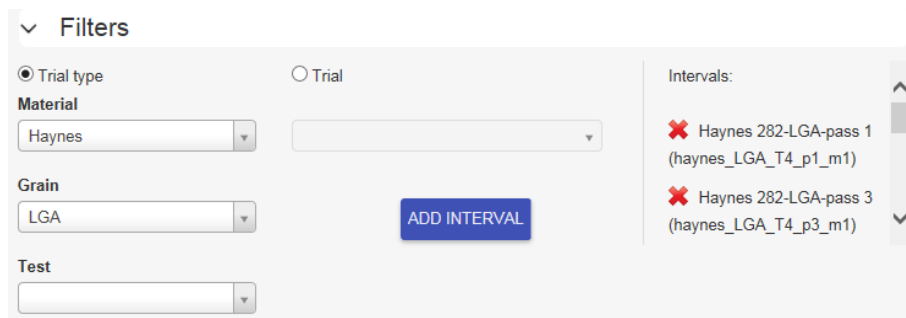 Filters
Trial type
Trial
Intervals:
Material
Haynes
Haynes 282-LGA-pass 1
(haynes_LGA_T4_p1_m1)
Grain
LGA
ADD INTERVAL
Haynes 282-LGA-pass 3
(haynes_LGA_T4_p3_m1)
Test